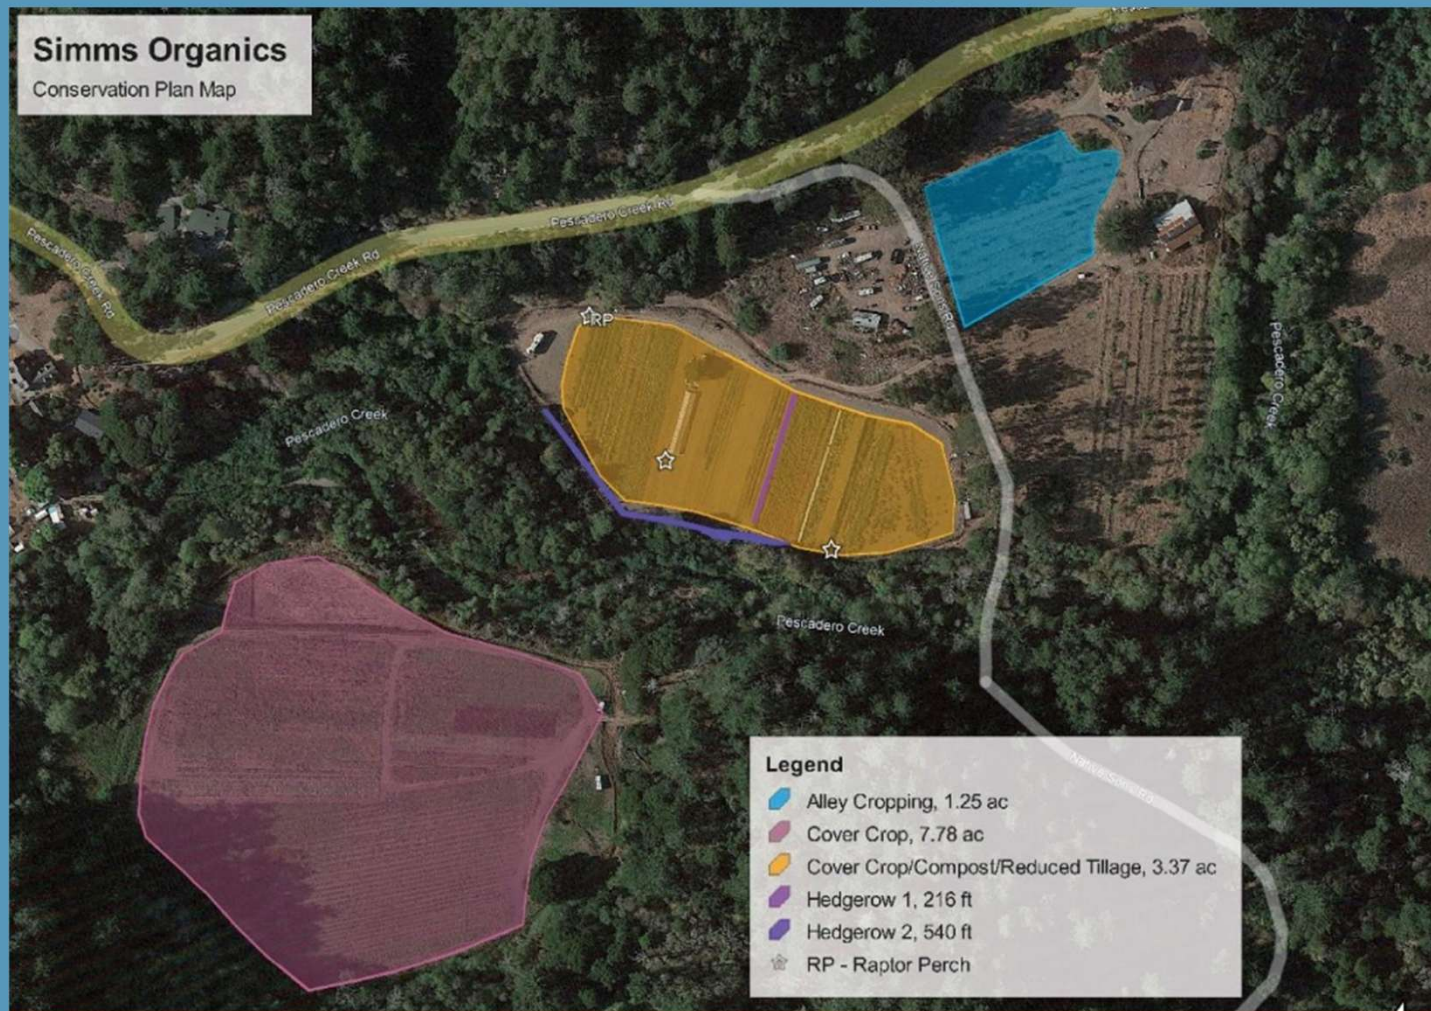 Simms Organics
Conservation Plan Map
Pescadero Creek Rd
Pescadero Creek Rd
Pescadero Creek Rd
RP
Pescadero Creek
Pescadero Creek
Pescadero Creek
Rd
Rd
Legend
Alley Cropping, 1.25 ac
Cover Crop, 7.78 ac
Cover Crop/Compost/Reduced Tillage, 3.37 ac
Hedgerow 1, 216 ft
Hedgerow 2, 540 ft
RP - Raptor Perch